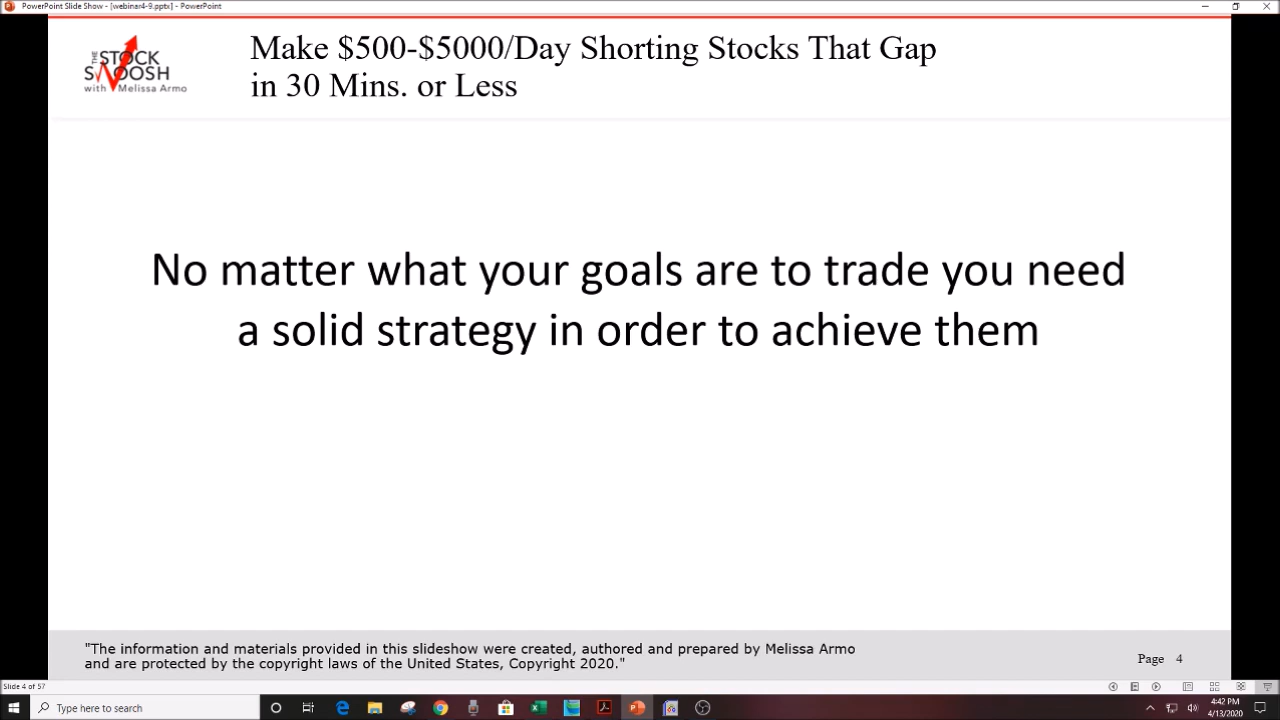 PowerPoint Slide Show - [webinar4-9.pptx] - PowerPoint
THE
STOCK
SWOOSH
with Melissa Armo
Make $500-$5000/Day Shorting Stocks That Gap
in 30 Mins. or Less
No matter what your goals are to trade you need
a solid strategy in order to achieve them
"The information and materials provided in this slideshow were created, authored and prepared by Melissa Armo
and are protected by the copyright laws of the United States, Copyright 2020."
Page 4
Slide 4 of 57
Type here to search
4:42 PM
4/13/2020